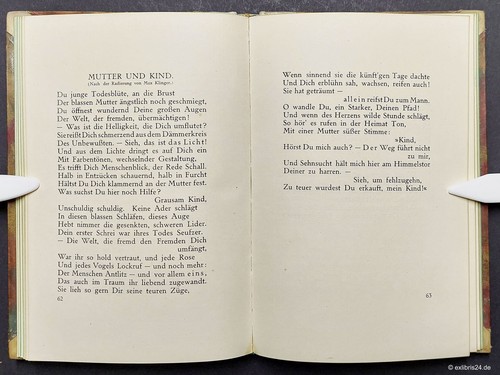 MUTTER UND KIND.
(Nach der Radierung von Max Klinger.)
Du junge Todesblüte, an die Brust
Der blassen Mutter ängstlich noch geschmiegt,
Du öffnest wundernd Deine großen Augen
Der Welt, der fremden, übermächtigen!
— Was ist die Helligkeit, die Dich umflutet?
Sie reißt Dich schmerzend aus dem Dämmerkreis
Des Unbewußten. — Sieh, das ist das Licht!
Und aus dem Lichte dringt es auf Dich ein
Mit Farbentönen, wechselnder Gestaltung,
Es trifft Dich Menschenblick, der Rede Schall.
Halb in Entzücken schauernd, halb in Furcht
Hältst Du Dich klammernd an der Mutter fest.
Was suchst Du hier noch Hilfe?
Grausam Kind,
Unschuldig schuldig. Keine Ader schlägt
In diesen blassen Schläfen, dieses Auge
Hebt nimmer die gesenkten, schweren Lider.
Dein erster Schrei war ihres Todes Seufzer.
— Die Welt, die fremd den Fremden Dich
umfängt,
War ihr so hold vertraut, und jede Rose
Und jedes Vogels Lockruf — und noch mehr:
Der Menschen Antlitz — und vor allem eins,
Das auch im Traum ihr liebend zugewandt.
Sie lieh so gern Dir seine teuren Züge,
62
Wenn sinnend sie die künft'gen Tage dachte
Und Dich erblühn sah, wachsen, reifen auch!
Sie hat geträumt —
allein reifst Du zum Mann.
O wandle Du, ein Starker, Deinen Pfad!
Und wenn des Herrens wilde Stunde schlägt,
So hör' es rufen in der Heimat Ton,
Mit einer Mutter süßer Stimme:
»Kind,
Hörst Du mich auch? — Der Weg führt nicht
zu mir,
Und Sehnsucht hält mich hier am Himmelstor
Deiner zu harren. —
Sieh, um fehlzugehn,
Zu teuer wurdest Du erkauft, mein Kind!«
63
© exlibris24.de